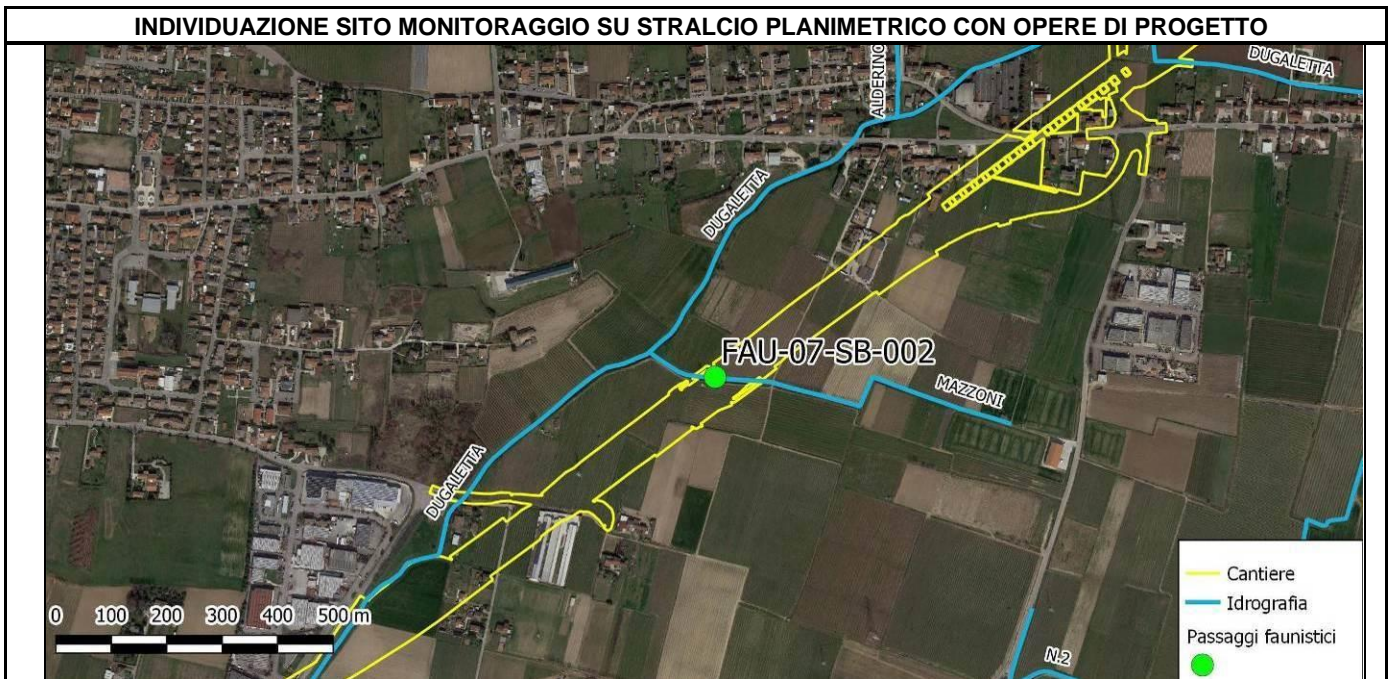 INDIVIDUAZIONE SITO MONITORAGGIO SU STRALCIO PLANIMETRICO CON OPERE DI PROGETTO
DUGALETTA
ALDERINO
DUGALETTA
FAU-07-SB-002
MAZZONI
DUGALETTA
0 100 200 300 400 500 m
N.2
Cantiere
Idrografia
Passaggi faunistici